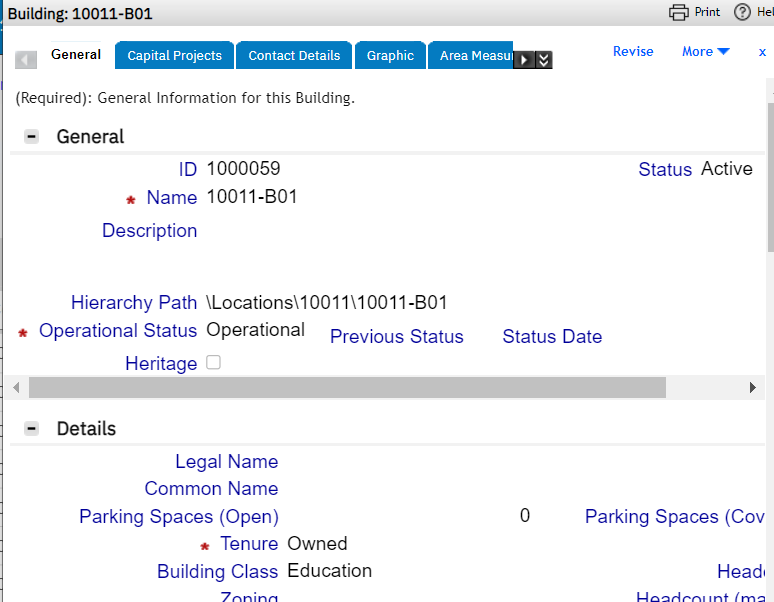 Building: 10011-B01 Print Hel
General Capital Projects Contact Details Graphic Area Measu Revise More x
(Required): General Information for this Building.
General
ID 1000059 Status Active
* Name 10011-B01
Description
Hierarchy Path \Locations\10011\10011-B01
* Operational Status Operational Previous Status Status Date
Heritage
Details
Legal Name
Common Name
Parking Spaces (Open) 0 Parking Spaces (Cov
* Tenure Owned
Building Class Education Head
Zoning Headcount (ma